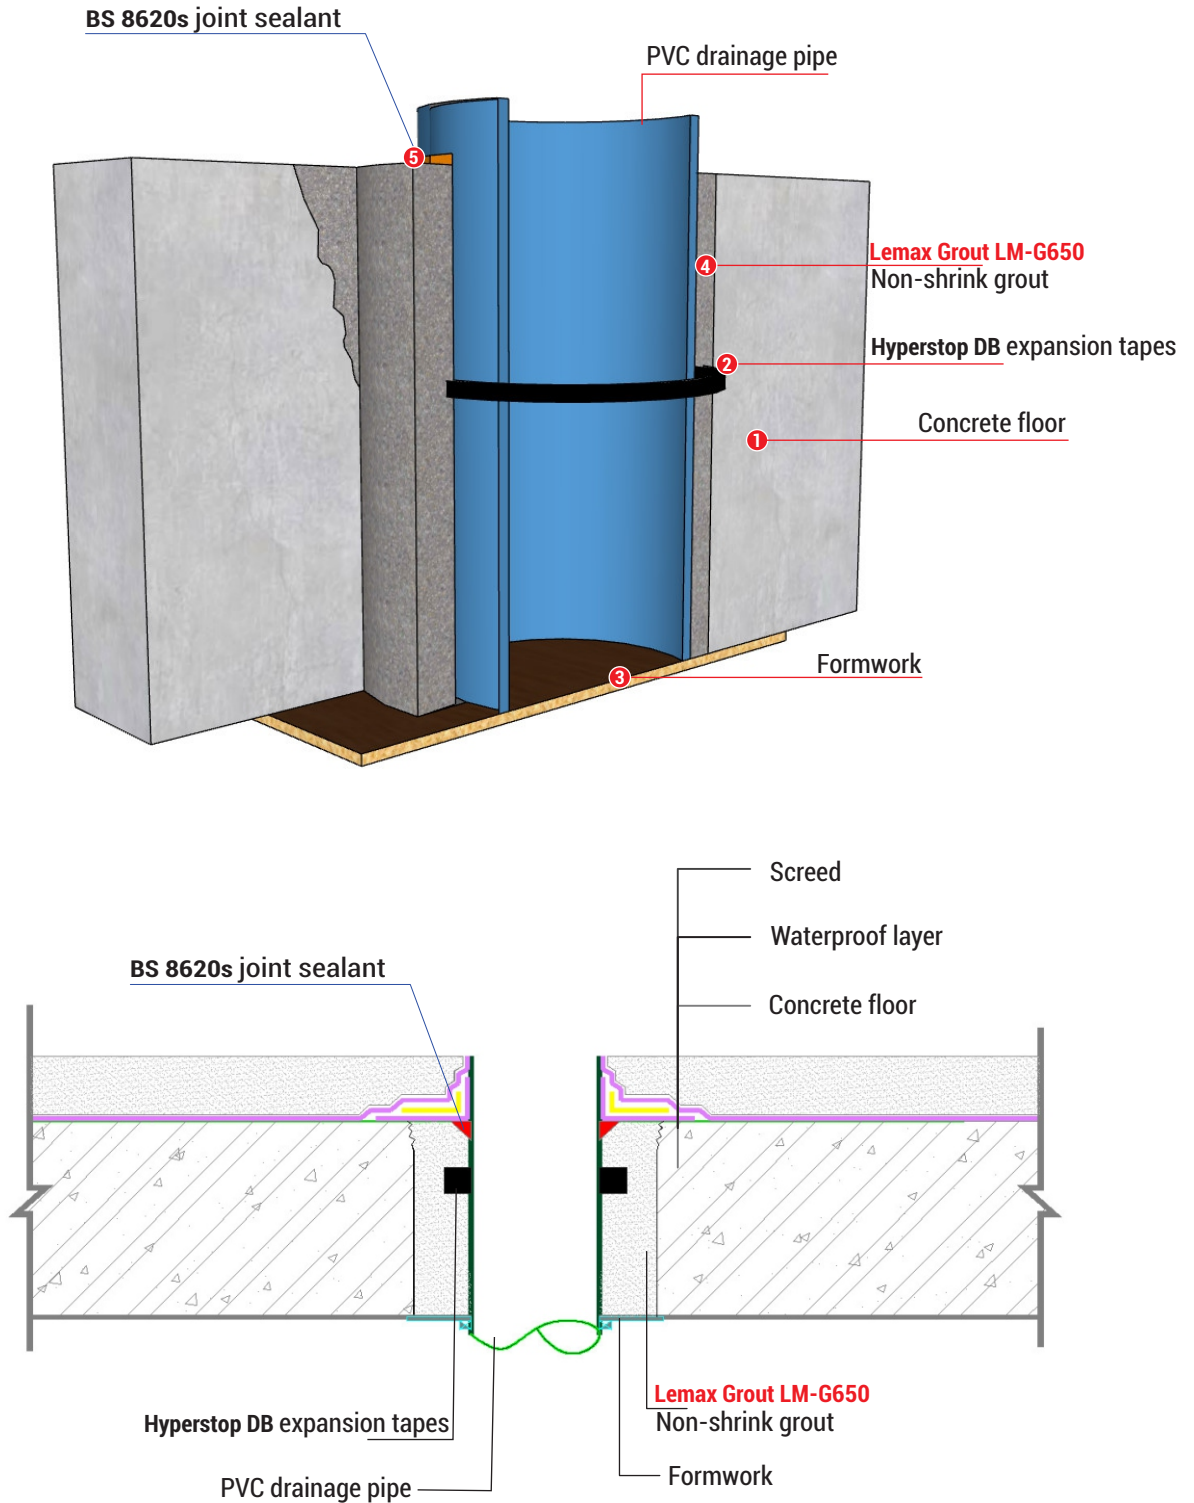 BS 8620s joint sealant
PVC drainage pipe
5
4
Lemax Grout LM-G650
Non-shrink grout
2
Hyperstop DB expansion tapes
1
Concrete floor
3
Formwork
Screed
Waterproof layer
BS 8620s joint sealant
Concrete floor
Lemax Grout LM-G650
Non-shrink grout
Hyperstop DB expansion tapes
Formwork
PVC drainage pipe